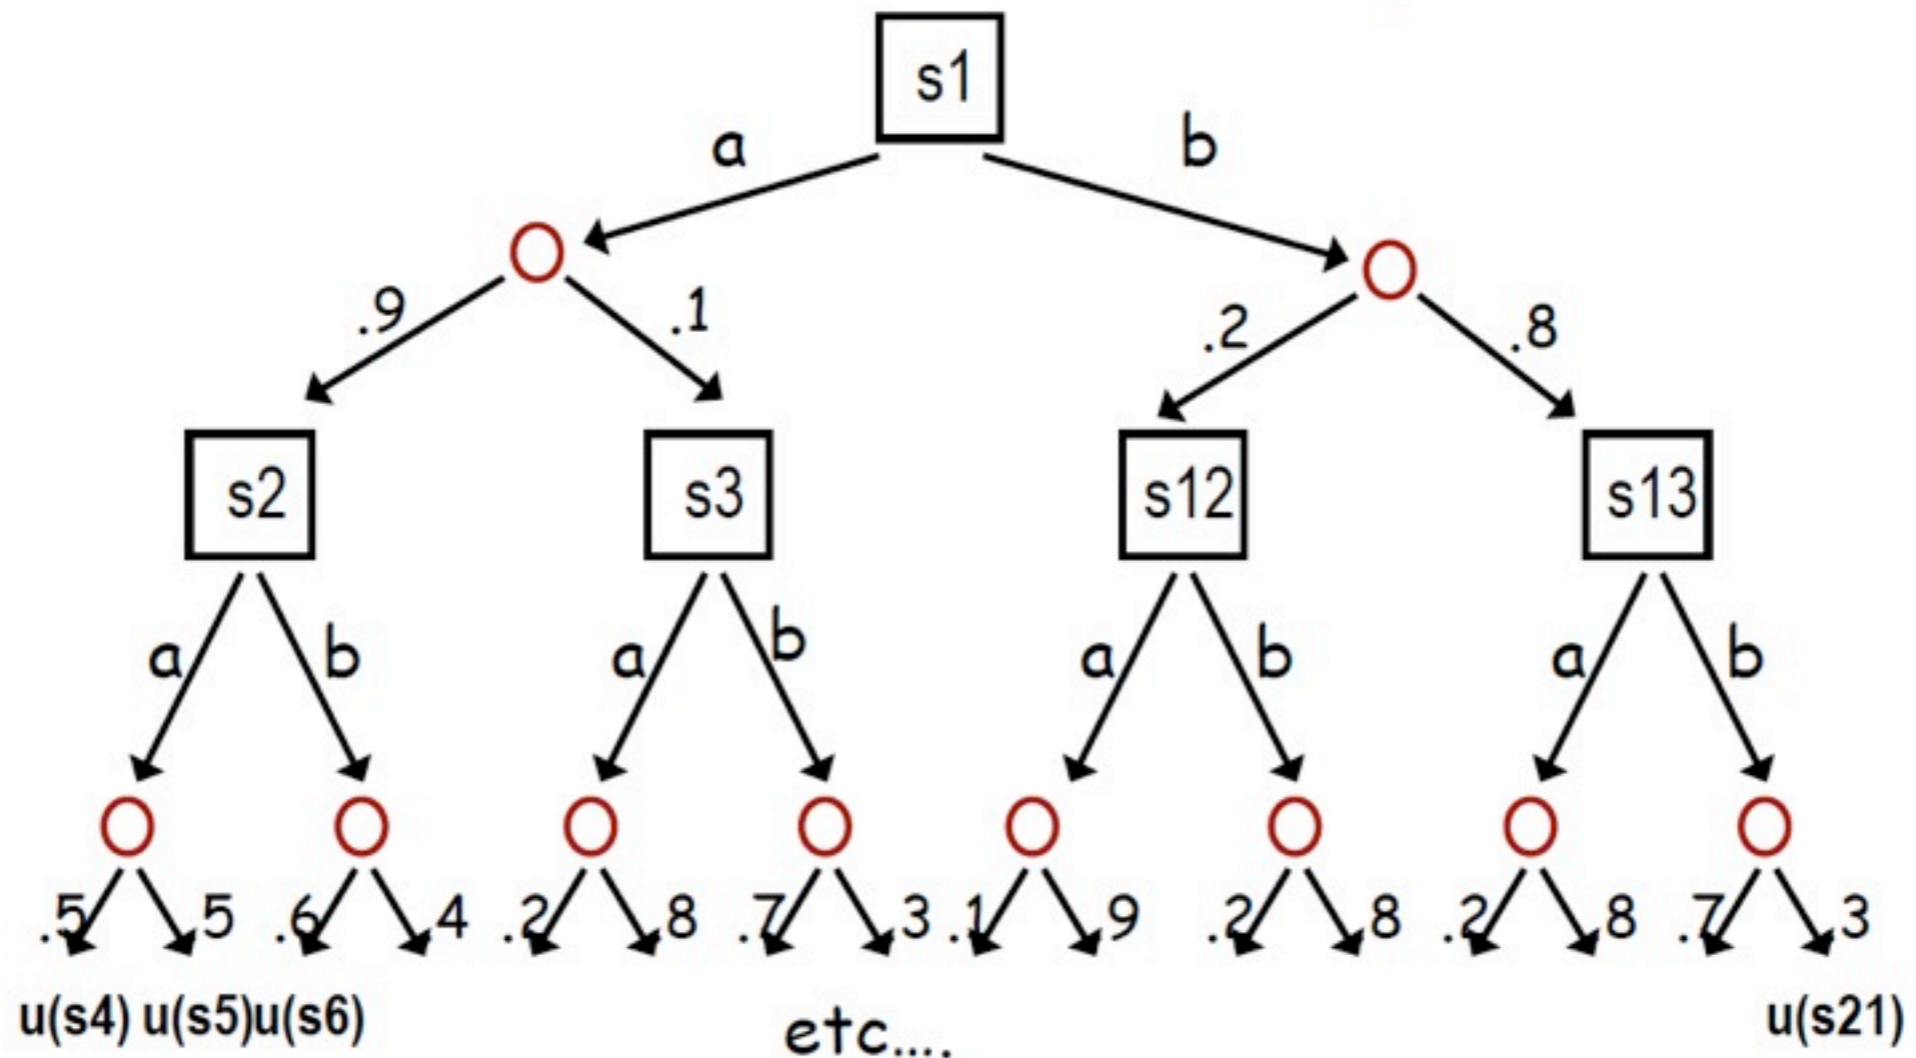 s1
a b
.9 .1 .2 .8
s2 s3 s12 s13
a b a b a b a b
.5 .5 .6 .4 .2 .8 .7 .3 .1 .9 .2 .8 .2 .8 .7 .3
u(s4) u(s5)u(s6) etc.... u(s21)